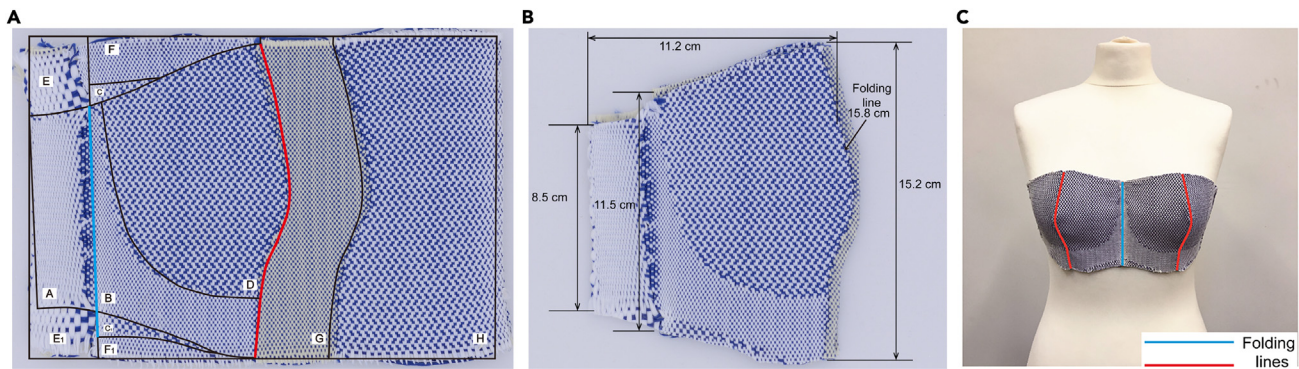 A
B
C
F
E
C
A
B
D
C
E1
F1
G
H
11.2 cm
Folding
line
15.8 cm
8.5 cm
11.5 cm
15.2 cm
Folding
lines